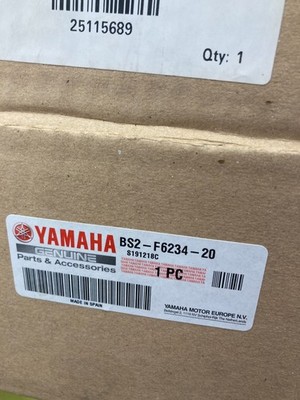 25115689
Qty: 1
YAMAHA
GENUINE
Parts & Accessories
BS2-F6234-20
S191218C
1 PC
MADE IN SPAIN
YAMAHA MOTOR EUROPE N.V.